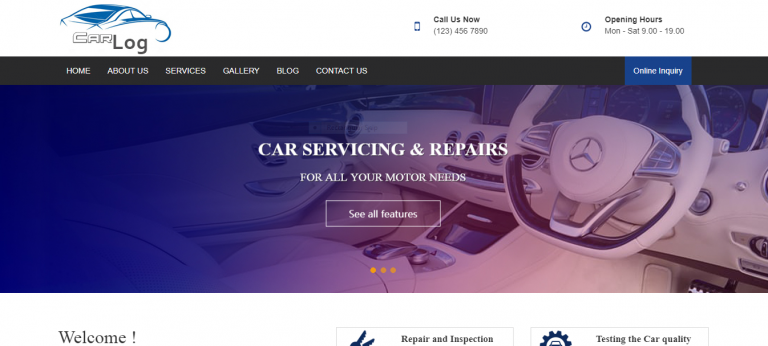 CAR
Log
Call Us Now
(123) 456 7890
Opening Hours
Mon - Sat 9.00 - 19.00
HOME ABOUT US SERVICES GALLERY BLOG CONTACT US Online Inquiry
CAR SERVICING & REPAIRS
FOR ALL YOUR MOTOR NEEDS
See all features
Welcome !
Repair and Inspection
Testing the Car quality